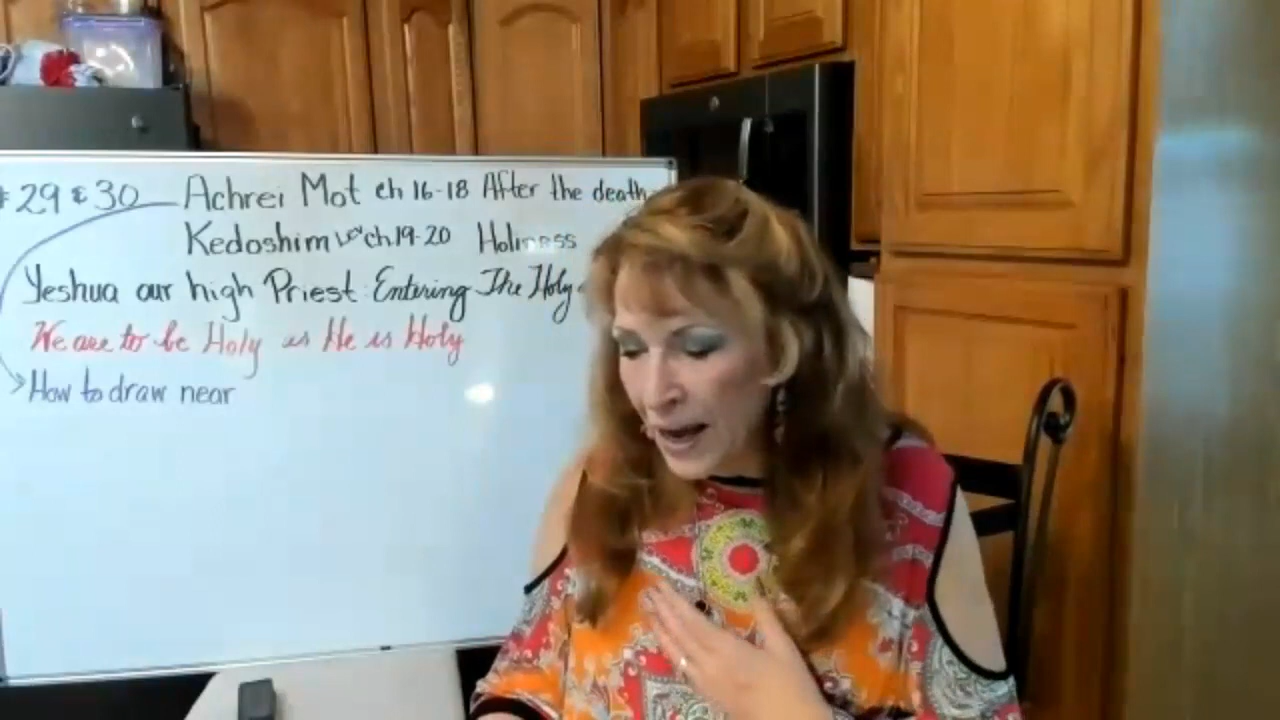 #29 & 30 Achrei Mot ch 16-18 After the death
Kedoshim Lev ch 19-20 Holiness
Yeshua our high Priest: Entering The Holy
We are to be Holy as He is Holy
How to draw near